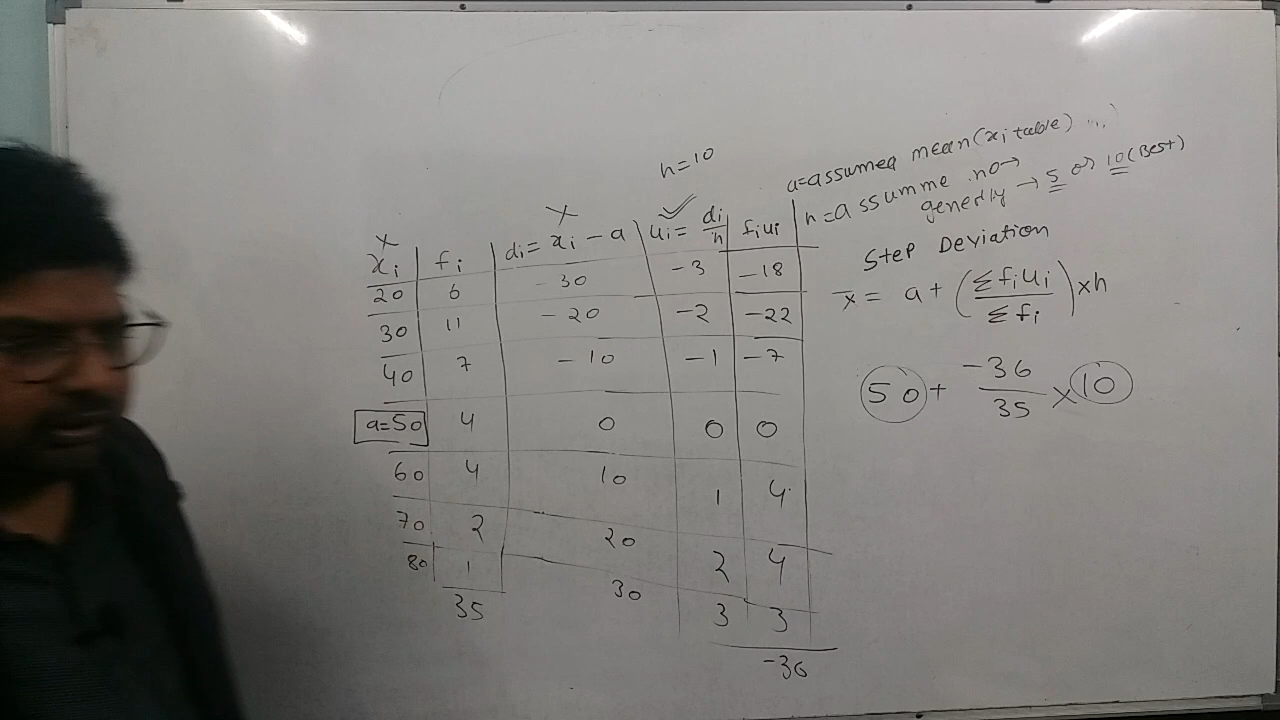 h=10
a=assumed mean (xi table) ...
h=assumme no→
generlly → 5 or 10 (Best)
xi | fi | di= xi - a | ui= di/h | fiui
20 | 6 | -30 | -3 | -18
30 | 11 | -20 | -2 | -22
40 | 7 | -10 | -1 | -7
a=50 | 4 | 0 | 0 | 0
60 | 4 | 10 | 1 | 4
70 | 2 | 20 | 2 | 4
80 | 1 | 30 | 3 | 3
35 | -36
Step Deviation
x̄ = a + (Σfiui/Σfi) ×h
50 + -36/35 × 10